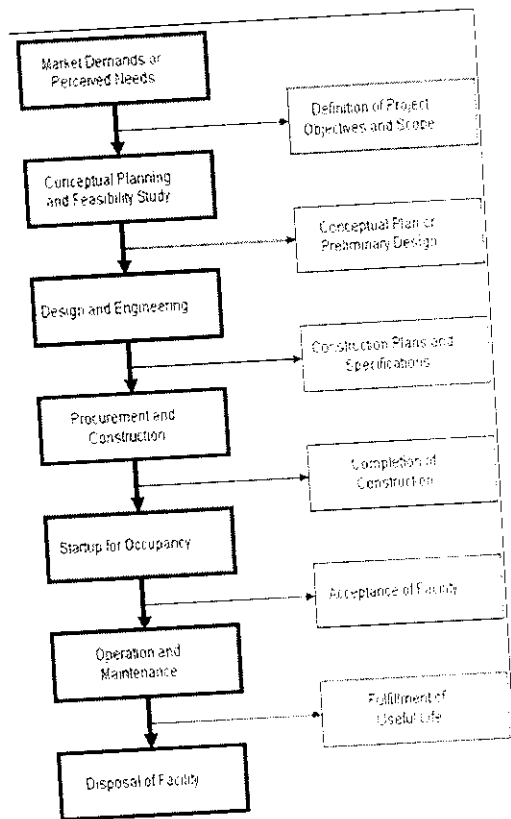 Market Demands or
Perceived Needs
Definition of Project
Objectives and Scope
Conceptual Planning
and Feasibility Study
Conceptual Plan or
Preliminary Design
Design and Engineering
Construction Plans and
Specifications
Procurement and
Construction
Completion of
Construction
Startup for Occupancy
Acceptance of Facility
Operation and
Maintenance
Fulfillment of
Useful Life
Disposal of Facility